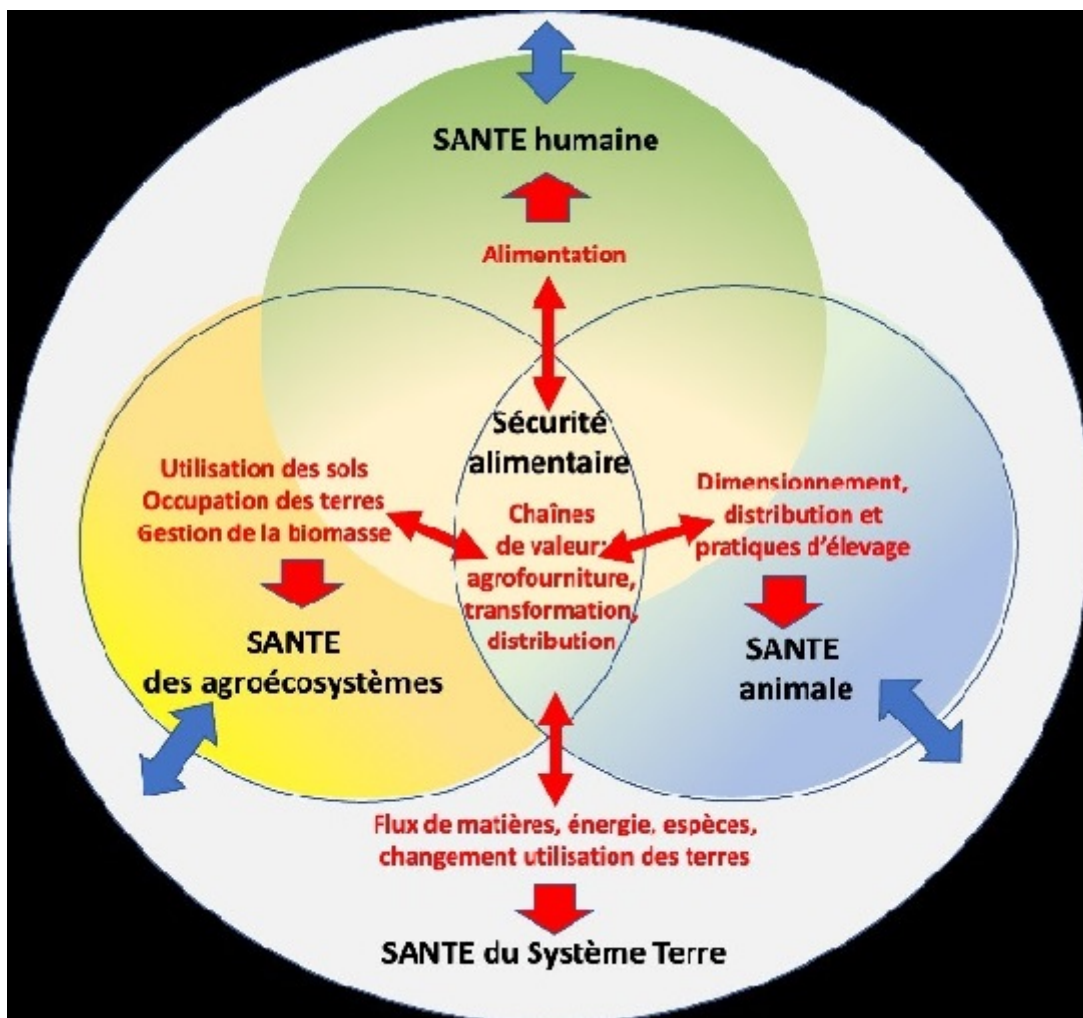 SANTE humaine
Alimentation
Sécurité
alimentaire
Utilisation des sols
Occupation des terres
Gestion de la biomasse
Chaînes
de valeur:
agrofourniture,
transformation,
distribution
Dimensionnement,
distribution et
pratiques d'élevage
SANTE
des agroécosystèmes
SANTE
animale
Flux de matières, énergie, espèces,
changement utilisation des terres
SANTE du Système Terre